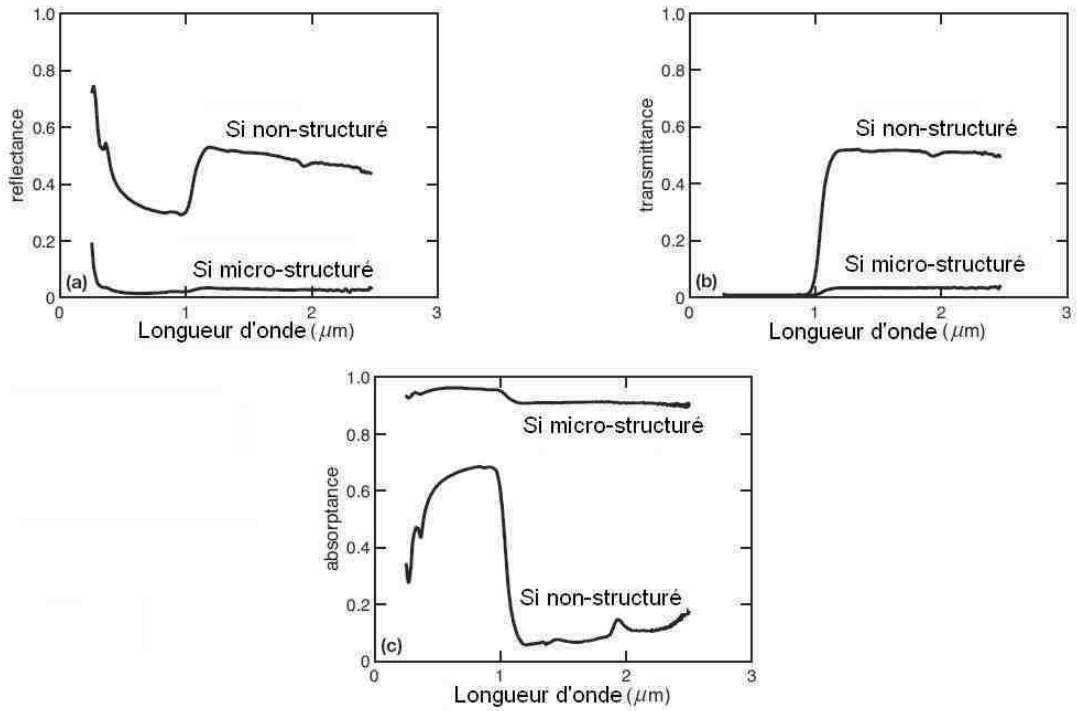 1.0
0.8
0.6
0.4
0.2
0
reflectance
Si non-structuré
Si micro-structuré
(a)
0 1 2 3
Longueur d'onde (μm)
1.0
0.8
0.6
0.4
0.2
0
transmittance
Si non-structuré
Si micro-structuré
(b)
0 1 2 3
Longueur d'onde (μm)
1.0
0.8
0.6
0.4
0.2
0
absorptance
Si micro-structuré
Si non-structuré
(c)
0 1 2 3
Longueur d'onde (μm)